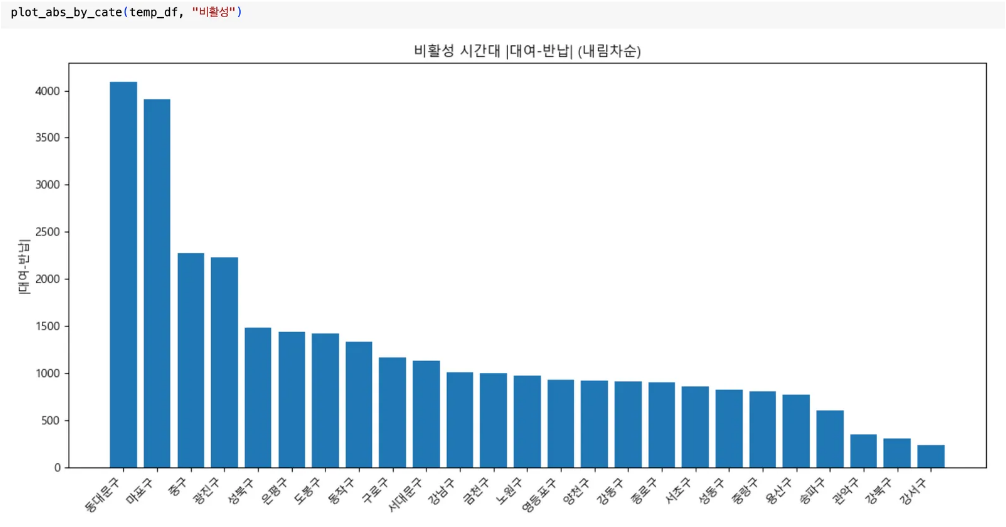 plot_abs_by_cate(temp_df, "비활성")
비활성 시간대 |대여-반납| (내림차순)
|대여-반납|
4000
3500
3000
2500
2000
1500
1000
500
0
동대문구
마포구
중구
광진구
성북구
은평구
도봉구
동작구
구로구
서대문구
강남구
금천구
노원구
영등포구
양천구
강동구
종로구
서초구
성동구
중랑구
용산구
송파구
관악구
강북구
강서구